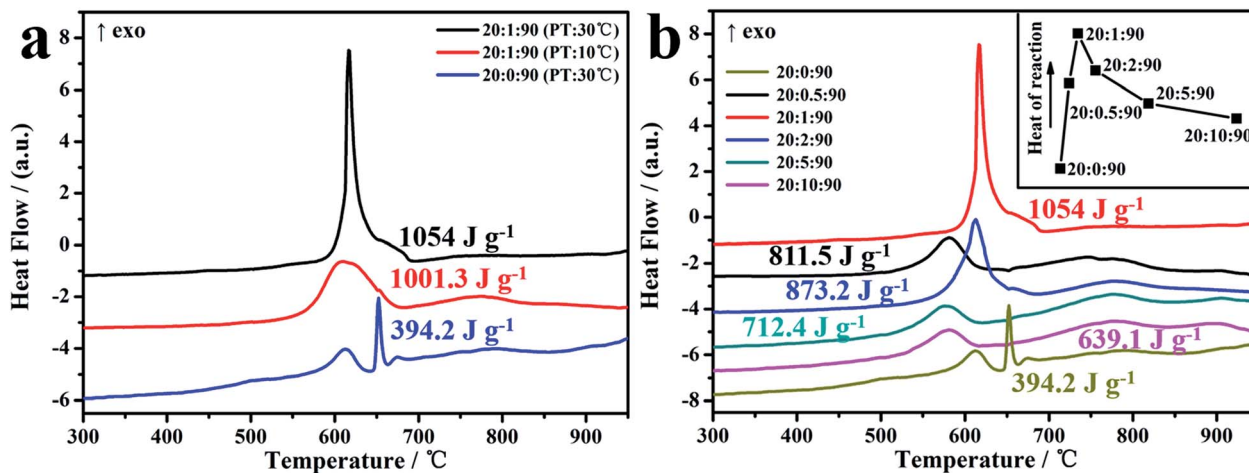 a
↑ exo
20:1:90 (PT:30℃)
20:1:90 (PT:10℃)
20:0:90 (PT:30℃)
1054 J g-1
1001.3 J g-1
394.2 J g-1
Heat Flow / (a.u.)
8
6
4
2
0
-2
-4
-6
300 400 500 600 700 800 900
Temperature / ℃
b
↑ exo
20:0:90
20:0.5:90
20:1:90
20:2:90
20:5:90
20:10:90
Heat of reaction
20:1:90
20:2:90
20:5:90
20:0.5:90
20:10:90
20:0:90
1054 J g-1
811.5 J g-1
873.2 J g-1
712.4 J g-1
639.1 J g-1
394.2 J g-1
Heat Flow / (a.u.)
8
6
4
2
0
-2
-4
-6
-8
300 400 500 600 700 800 900
Temperature / ℃